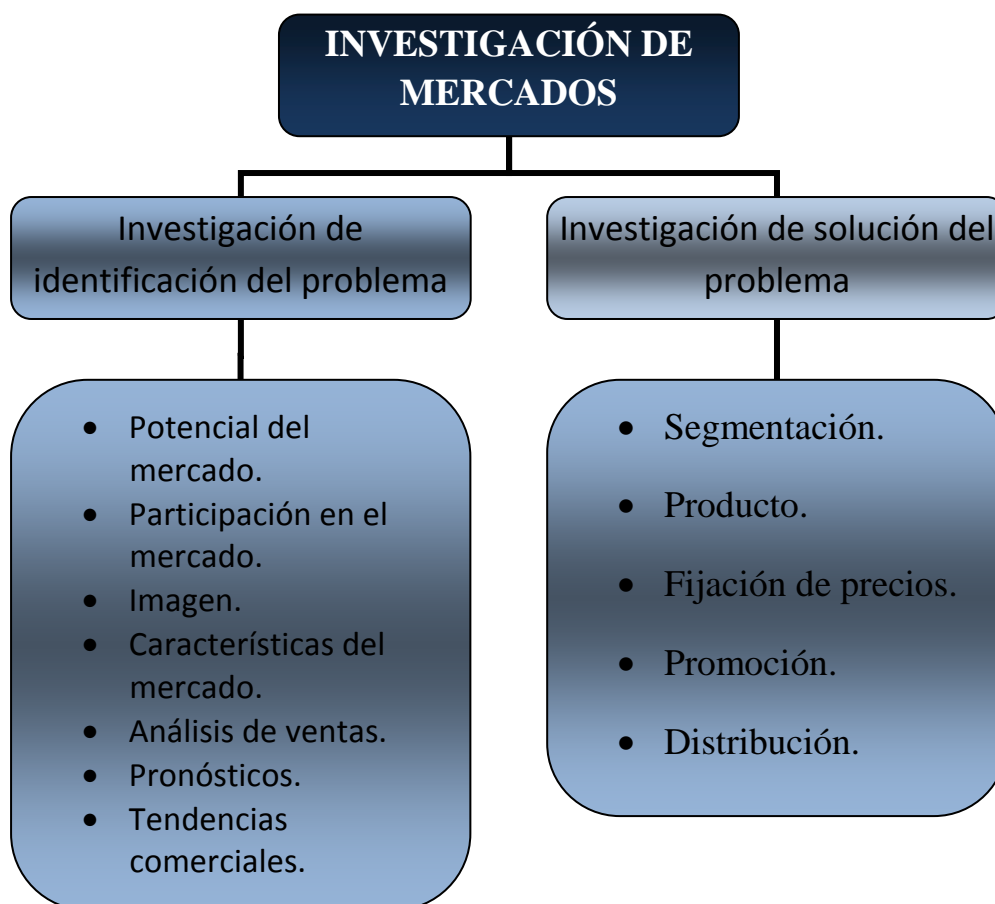 INVESTIGACIÓN DE
MERCADOS
Investigación de
identificación del problema
Investigación de solución del
problema
• Potencial del
mercado.
• Participación en el
mercado.
• Imagen.
• Características del
mercado.
• Análisis de ventas.
• Pronósticos.
• Tendencias
comerciales.
• Segmentación.
• Producto.
• Fijación de precios.
• Promoción.
• Distribución.